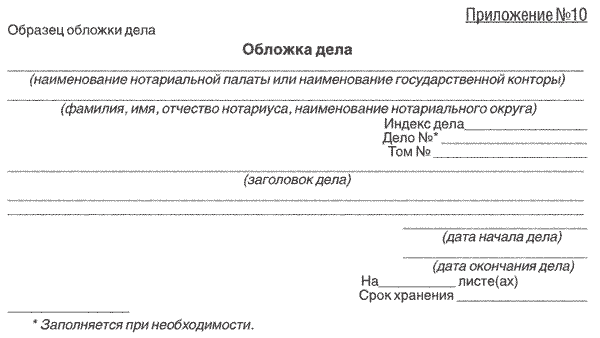 Приложение №10
Образец обложки дела
Обложка дела
(наименование нотариальной палаты или наименование государственной конторы)
(фамилия, имя, отчество нотариуса, наименование нотариального округа)
Индекс дела
Дело №*
Том №
(заголовок дела)
(дата начала дела)
(дата окончания дела)
На листе(ах)
Срок хранения
* Заполняется при необходимости.